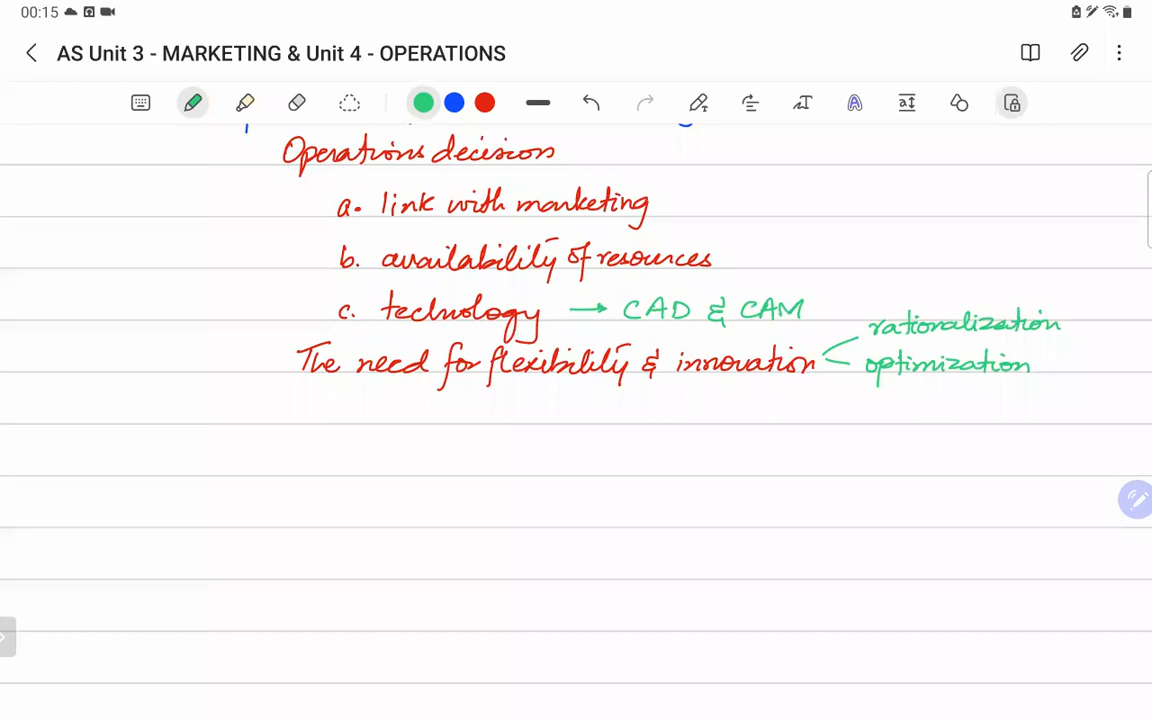 00:15
AS Unit 3 - MARKETING & Unit 4 - OPERATIONS
Operations decision
a. link with marketing
b. availability of resources
c. technology → CAD & CAM
The need for flexibility & innovation
rationalization
optimization